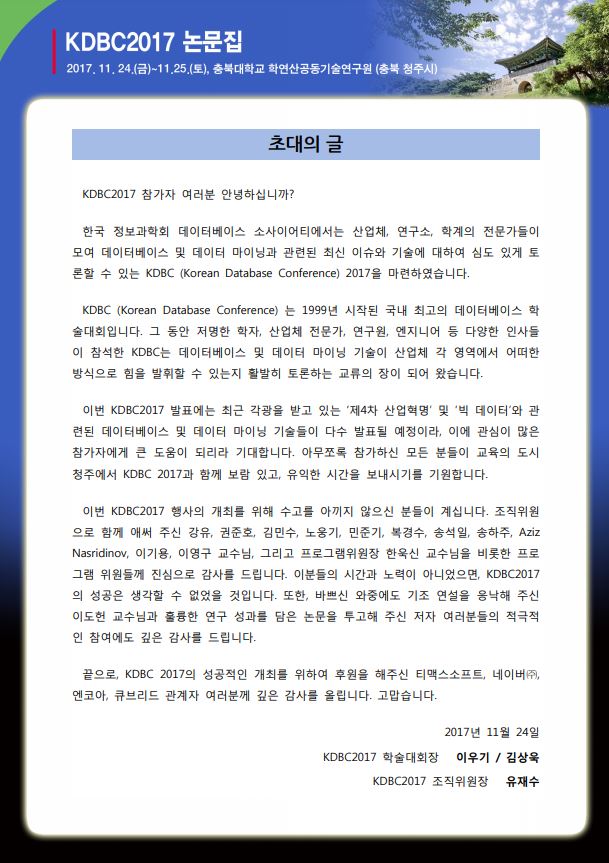 KDBC2017 논문집
2017. 11. 24.(금)~11.25.(토), 충북대학교 학연산공동기술연구원 (충북 청주시)
초대의 글
KDBC2017 참가자 여러분 안녕하십니까?
한국 정보과학회 데이터베이스 소사이어티에서는 산업체, 연구소, 학계의 전문가들이
모여 데이터베이스 및 데이터 마이닝과 관련된 최신 이슈와 기술에 대하여 심도 있게 토
론할 수 있는 KDBC (Korean Database Conference) 2017을 마련하였습니다.
KDBC (Korean Database Conference) 는 1999년 시작된 국내 최고의 데이터베이스 학
술대회입니다. 그 동안 저명한 학자, 산업체 전문가, 연구원, 엔지니어 등 다양한 인사들
이 참석한 KDBC는 데이터베이스 및 데이터 마이닝 기술이 산업체 각 영역에서 어떠한
방식으로 힘을 발휘할 수 있는지 활발히 토론하는 교류의 장이 되어 왔습니다.
이번 KDBC2017 발표에는 최근 각광을 받고 있는 '제4차 산업혁명' 및 '빅 데이터'와 관
련된 데이터베이스 및 데이터 마이닝 기술들이 다수 발표될 예정이라, 이에 관심이 많은
참가자에게 큰 도움이 되리라 기대합니다. 아무쪼록 참가하신 모든 분들이 교육의 도시
청주에서 KDBC 2017과 함께 보람 있고, 유익한 시간을 보내시기를 기원합니다.
이번 KDBC2017 행사의 개최를 위해 수고를 아끼지 않으신 분들이 계십니다. 조직위원
으로 함께 애써 주신 강유, 권준호, 김민수, 노웅기, 민준기, 복경수, 송석일, 송하주, Aziz
Nasridinov, 이기용, 이영구 교수님, 그리고 프로그램위원장 한욱신 교수님을 비롯한 프로
그램 위원들께 진심으로 감사를 드립니다. 이분들의 시간과 노력이 아니었으면, KDBC2017
의 성공은 생각할 수 없었을 것입니다. 또한, 바쁘신 와중에도 기조 연설을 응낙해 주신
이도헌 교수님과 훌륭한 연구 성과를 담은 논문을 투고해 주신 저자 여러분들의 적극적
인 참여에도 깊은 감사를 드립니다.
끝으로, KDBC 2017의 성공적인 개최를 위하여 후원을 해주신 티맥스소프트, 네이버㈜,
엔코아, 큐브리드 관계자 여러분께 깊은 감사를 올립니다. 고맙습니다.
2017년 11월 24일
KDBC2017 학술대회장 이우기 / 김상욱
KDBC2017 조직위원장 유재수